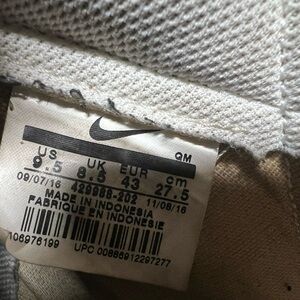 US UK EUR cm
QM
9.5 8.5 43 27.5
09/07/16 429988-202 11/08/16
MADE IN INDONESIA
FABRIQUE EN INDONESIE
106976199
UPC 00886912297277